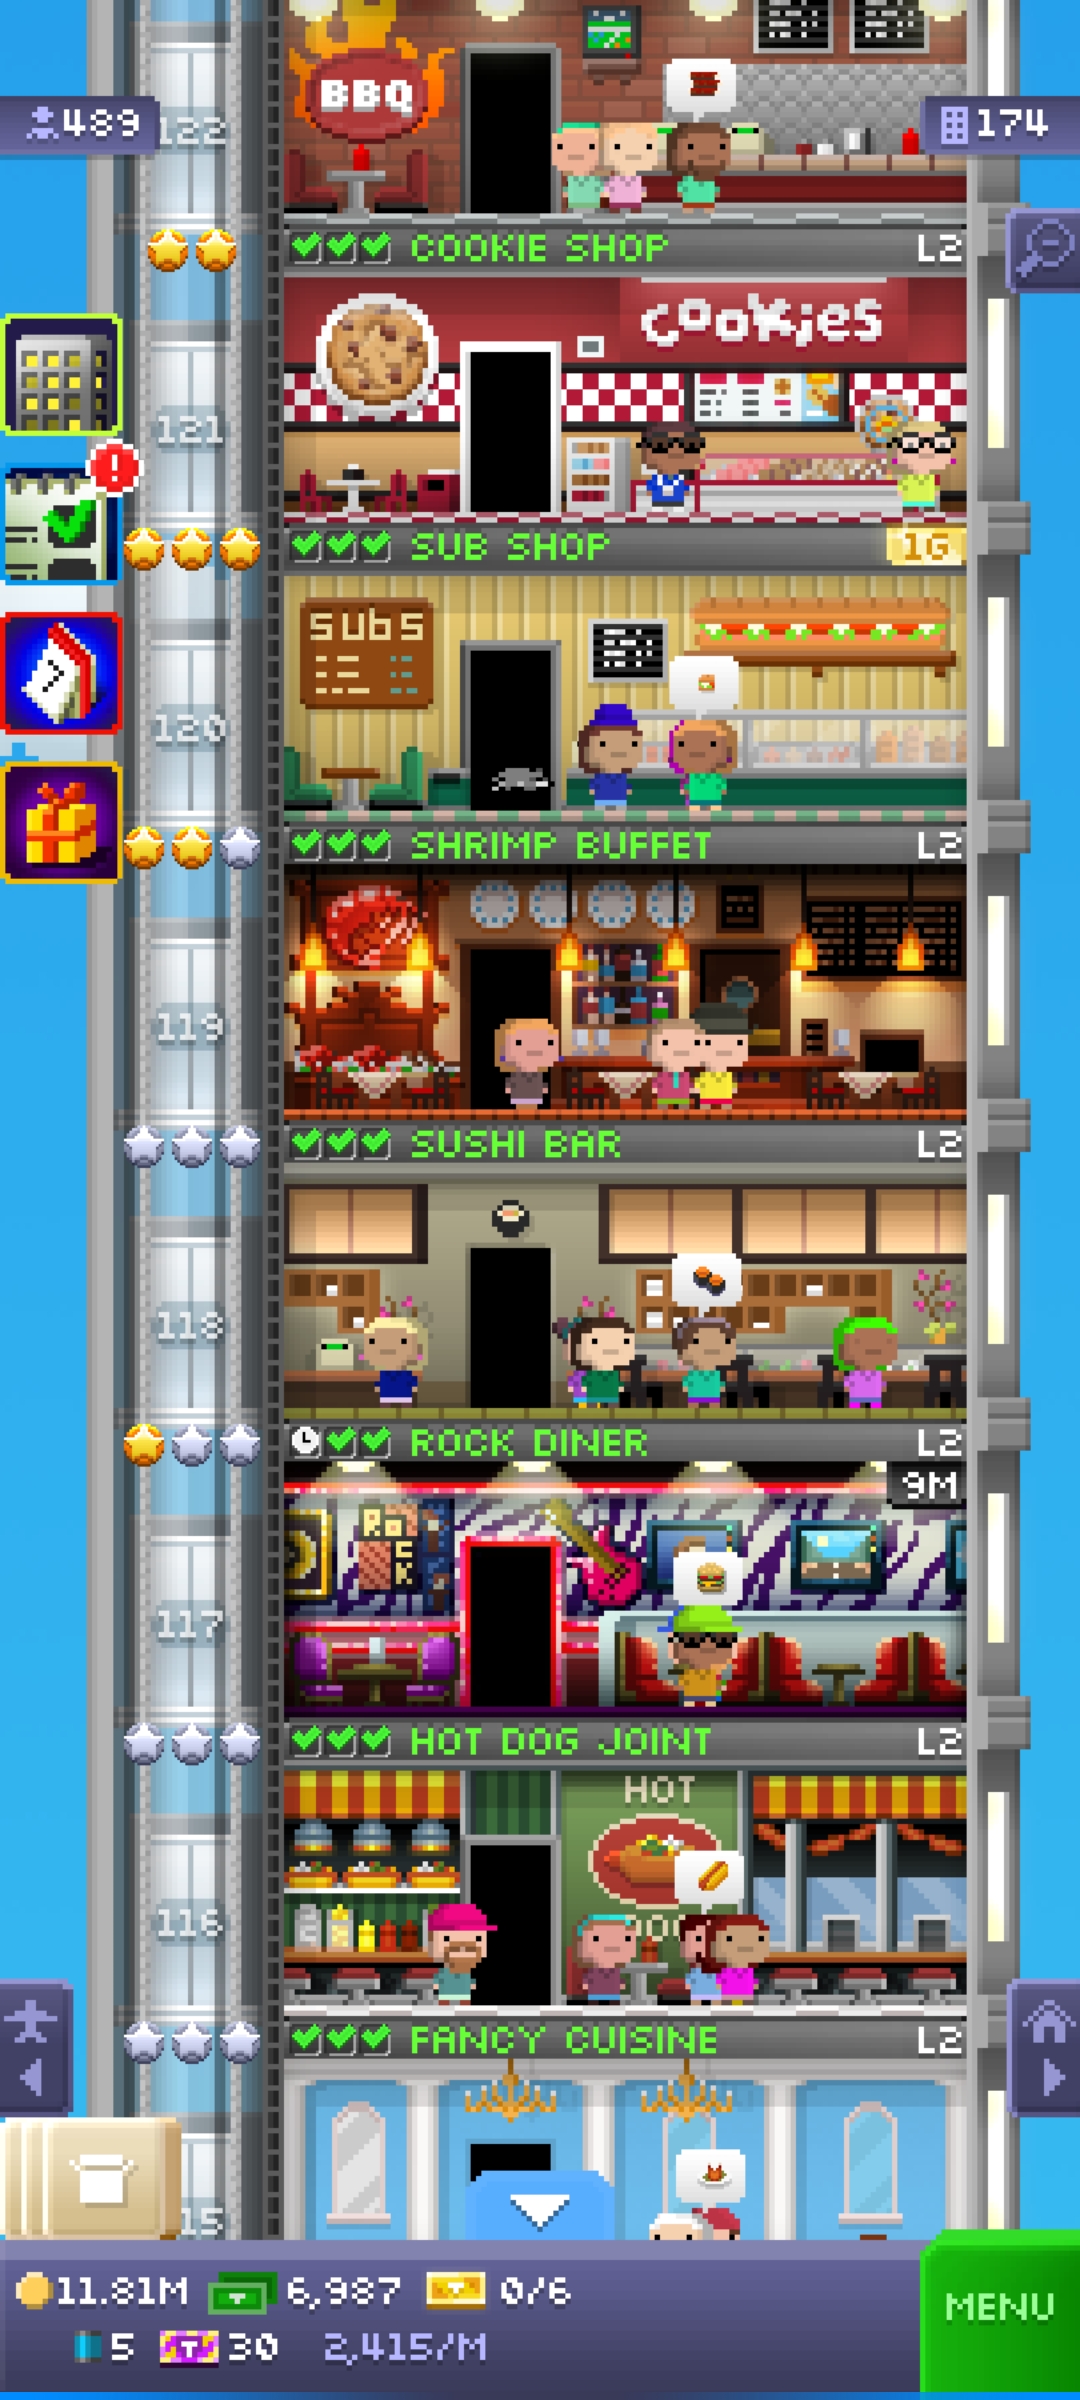 BBQ
489
122
174
COOKIE SHOP
L2
cookies
121
SUB SHOP
1G
subs
120
SHRIMP BUFFET
L2
119
SUSHI BAR
L2
118
ROCK DINER
L2
9M
RoCK
117
HOT DOG JOINT
L2
HOT
116
FANCY CUISINE
L2
15
11.81M
6,987
0/6
MENU
5
T
30
2,415/M